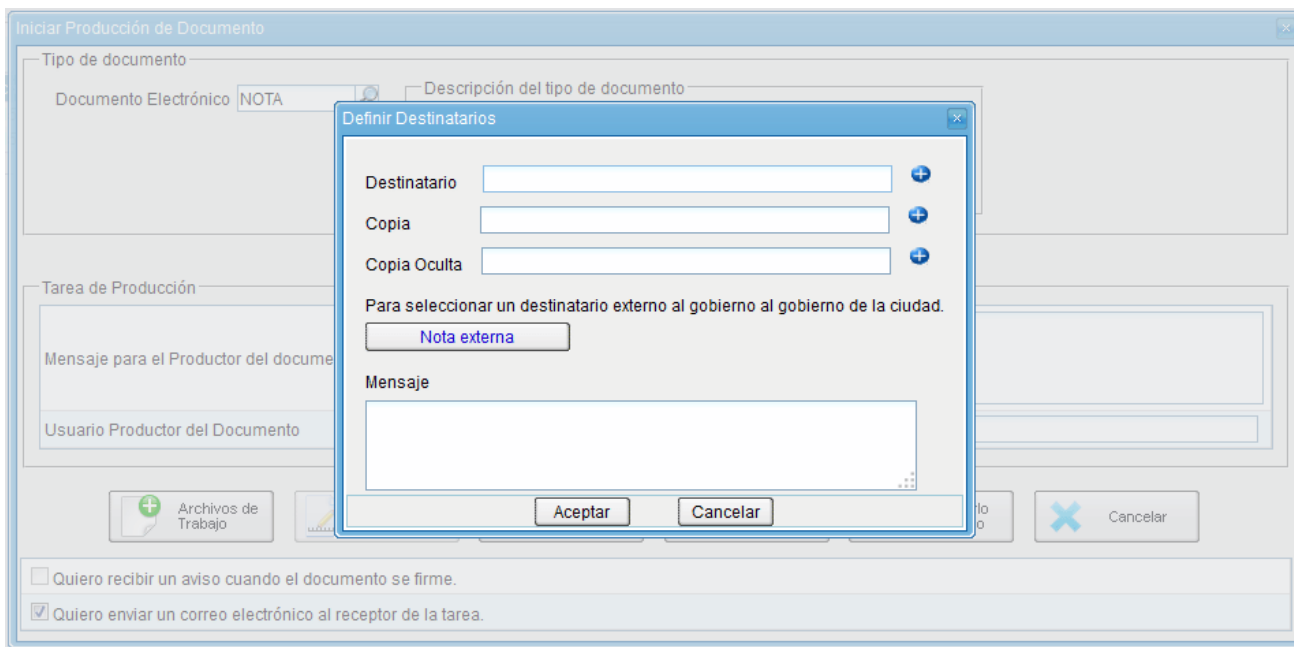 Iniciar Producción de Documento
Tipo de documento
Documento Electrónico NOTA
Descripción del tipo de documento
Definir Destinatarios
Destinatario
Copia
Copia Oculta
Para seleccionar un destinatario externo al gobierno al gobierno de la ciudad.
Nota externa
Mensaje
Aceptar Cancelar
Tarea de Producción
Mensaje para el Productor del docume
Usuario Productor del Documento
Archivos de
Trabajo
Cancelar
Quiero recibir un aviso cuando el documento se firme.
Quiero enviar un correo electrónico al receptor de la tarea.